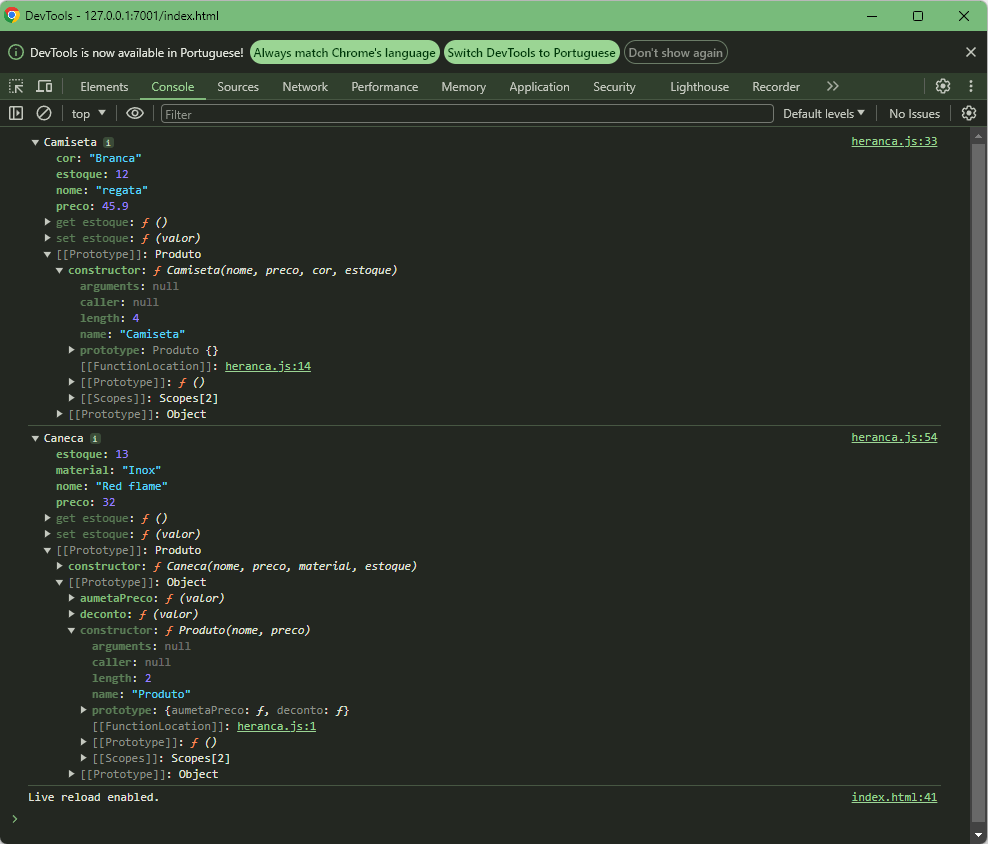 DevTools - 127.0.0.1:7001/index.html
DevTools is now available in Portuguese! Always match Chrome's language Switch DevTools to Portuguese Don't show again
Elements Console Sources Network Performance Memory Application Security Lighthouse Recorder
top Filter Default levels No Issues
Camiseta i heranca.js:33
cor: "Branca"
estoque: 12
nome: "regata"
preco: 45.9
get estoque: ƒ ()
set estoque: ƒ (valor)
[[Prototype]]: Produto
constructor: ƒ Camiseta(nome, preco, cor, estoque)
arguments: null
caller: null
length: 4
name: "Camiseta"
prototype: Produto {}
[[FunctionLocation]]: heranca.js:14
[[Prototype]]: ƒ ()
[[Scopes]]: Scopes[2]
[[Prototype]]: Object
Caneca i heranca.js:54
estoque: 13
material: "Inox"
nome: "Red flame"
preco: 32
get estoque: ƒ ()
set estoque: ƒ (valor)
[[Prototype]]: Produto
constructor: ƒ Caneca(nome, preco, material, estoque)
[[Prototype]]: Object
aumetaPreco: ƒ (valor)
deconto: ƒ (valor)
constructor: ƒ Produto(nome, preco)
arguments: null
caller: null
length: 2
name: "Produto"
prototype: {aumetaPreco: ƒ, deconto: ƒ}
[[FunctionLocation]]: heranca.js:1
[[Prototype]]: ƒ ()
[[Scopes]]: Scopes[2]
[[Prototype]]: Object
Live reload enabled. index.html:41